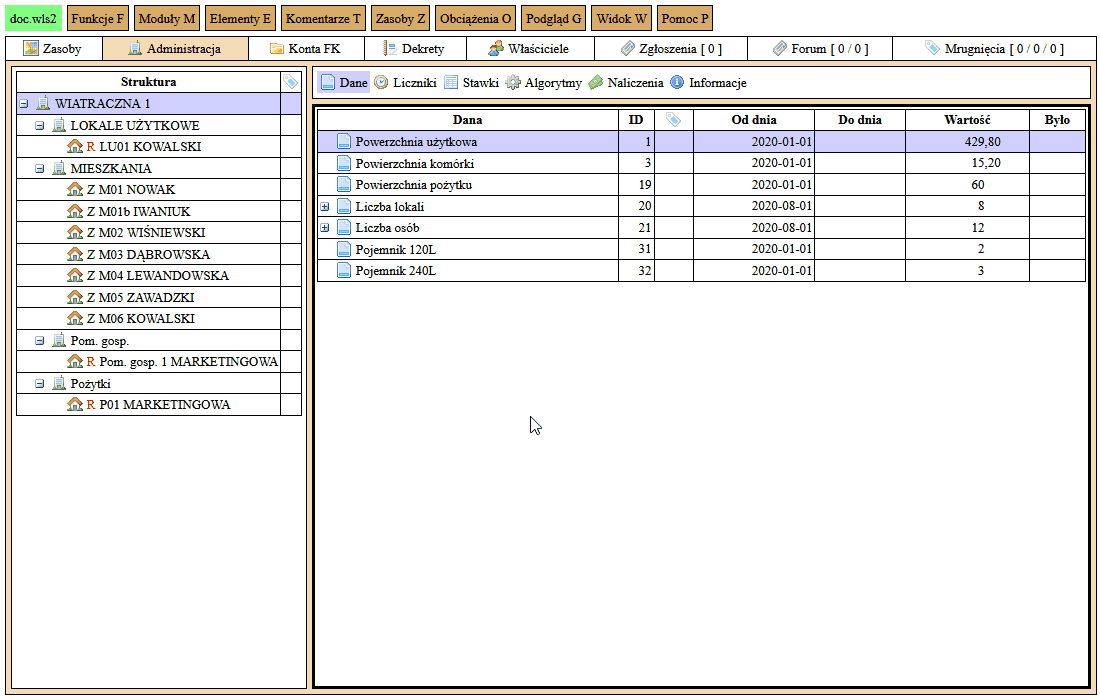 doc.wls2 Funkcje F Moduły M Elementy E Komentarze T Zasoby Z Obciążenia O Podgląd G Widok W Pomoc P
Zasoby Administracja Konta FK Dekrety Właściciele Zgłoszenia [ 0 ] Forum [ 0 / 0 ] Mrugnięcia [ 0 / 0 / 0 ]
Struktura
WIATRACZNA 1
LOKALE UŻYTKOWE
R LU01 KOWALSKI
MIESZKANIA
Z M01 NOWAK
Z M01b IWANIUK
Z M02 WIŚNIEWSKI
Z M03 DĄBROWSKA
Z M04 LEWANDOWSKA
Z M05 ZAWADZKI
Z M06 KOWALSKI
Pom. gosp.
R Pom. gosp. 1 MARKETINGOWA
Pożytki
R P01 MARKETINGOWA
Dane Liczniki Stawki Algorytmy Naliczenia Informacje
Dana ID Od dnia Do dnia Wartość Było
Powerzchnia użytkowa 1 2020-01-01 429,80
Powierzchnia komórki 3 2020-01-01 15,20
Powierzchnia pożytku 19 2020-01-01 60
Liczba lokali 20 2020-08-01 8
Liczba osób 21 2020-08-01 12
Pojemnik 120L 31 2020-01-01 2
Pojemnik 240L 32 2020-01-01 3